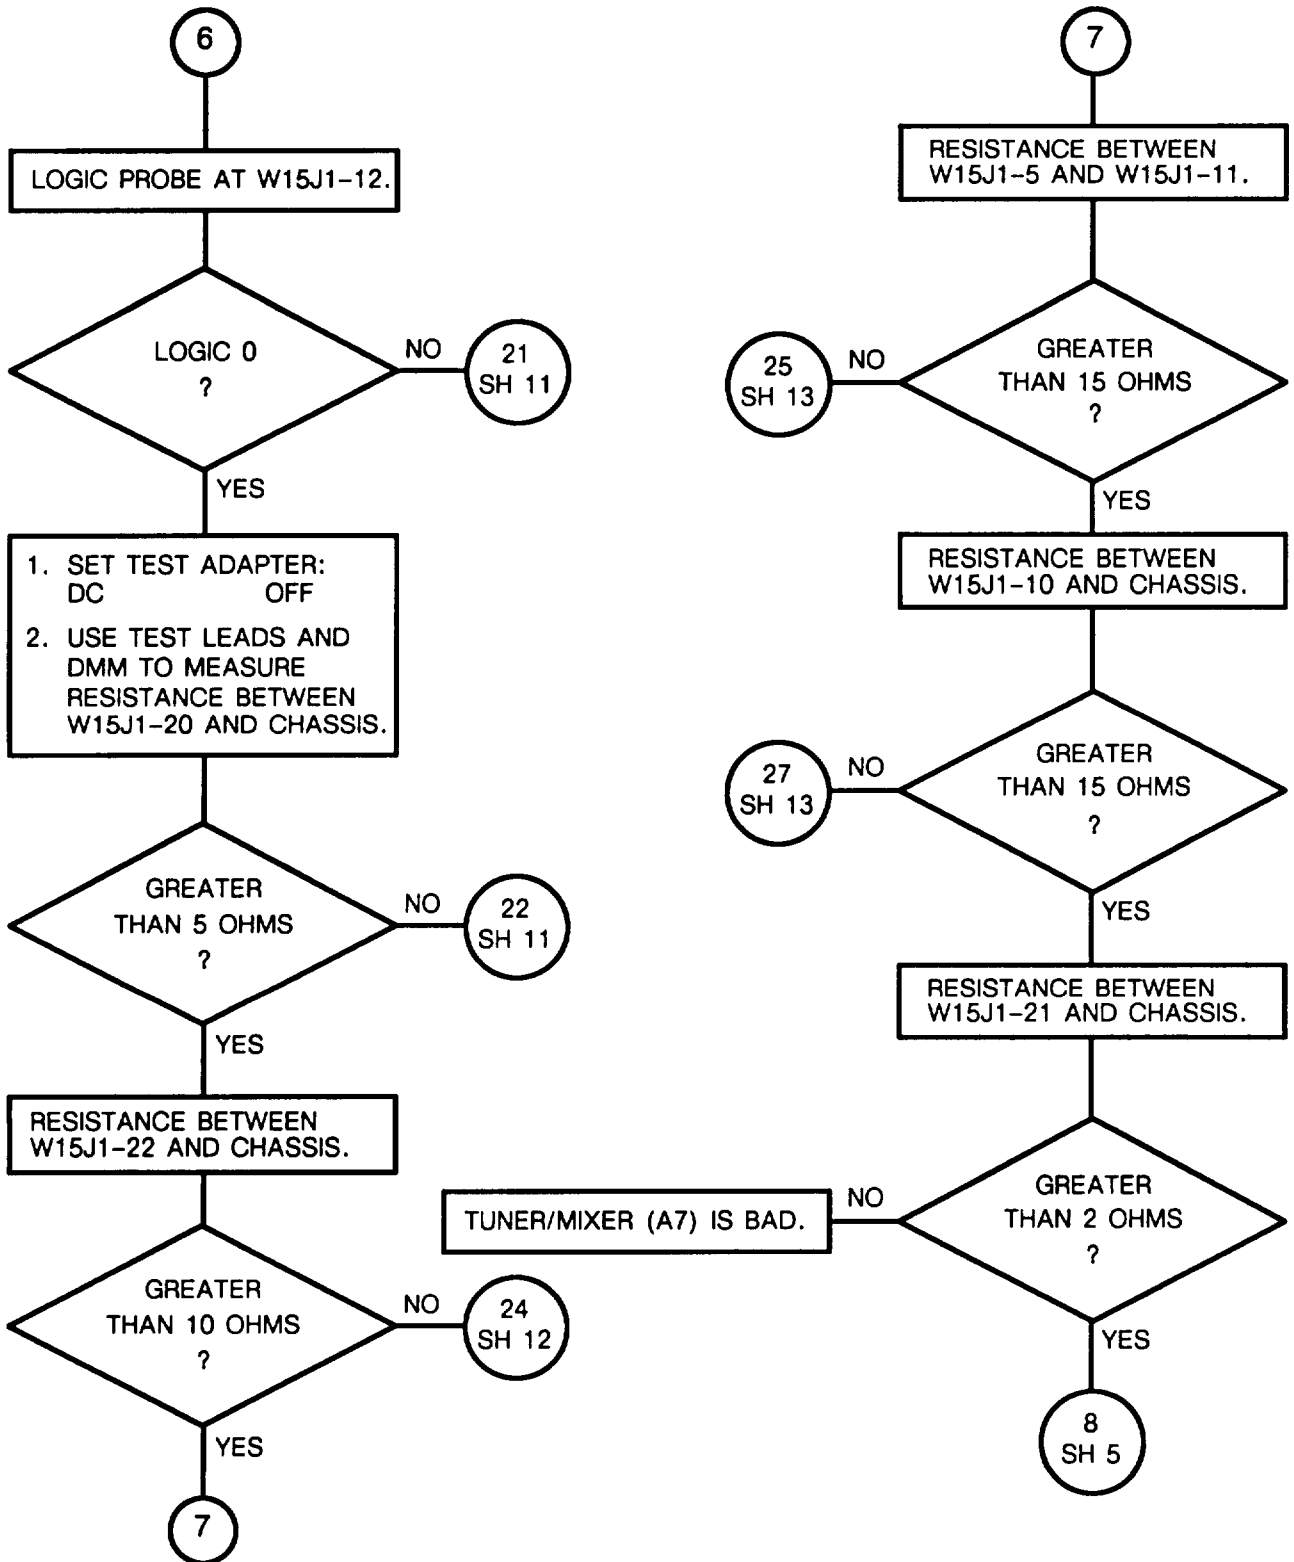 6
LOGIC PROBE AT W15J1-12.
LOGIC 0
?
NO
21
SH 11
YES
1. SET TEST ADAPTER:
DC OFF
2. USE TEST LEADS AND
DMM TO MEASURE
RESISTANCE BETWEEN
W15J1-20 AND CHASSIS.
GREATER
THAN 5 OHMS
?
NO
22
SH 11
YES
RESISTANCE BETWEEN
W15J1-22 AND CHASSIS.
GREATER
THAN 10 OHMS
?
NO
24
SH 12
YES
7
7
RESISTANCE BETWEEN
W15J1-5 AND W15J1-11.
GREATER
THAN 15 OHMS
?
NO
25
SH 13
YES
RESISTANCE BETWEEN
W15J1-10 AND CHASSIS.
GREATER
THAN 15 OHMS
?
NO
27
SH 13
YES
RESISTANCE BETWEEN
W15J1-21 AND CHASSIS.
GREATER
THAN 2 OHMS
?
NO
TUNER/MIXER (A7) IS BAD.
YES
8
SH 5